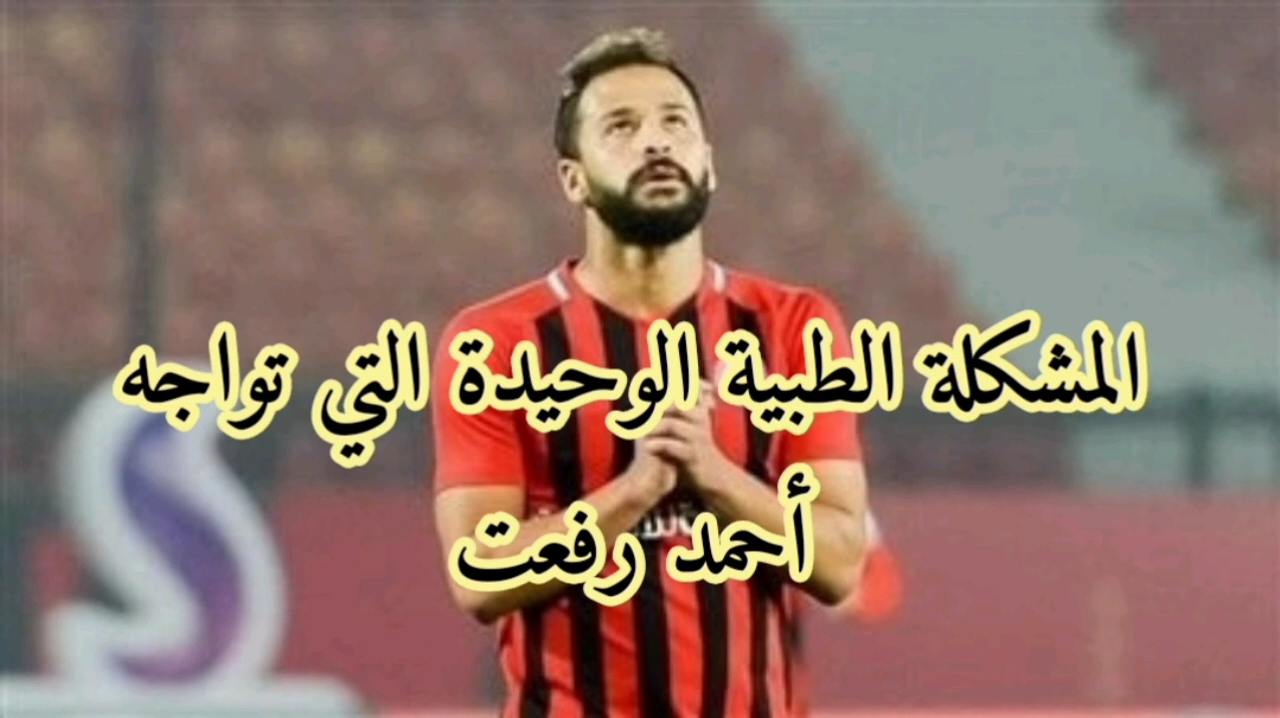 المشكلة الطبية الوحيدة التي تواجه
أحمد رفعت